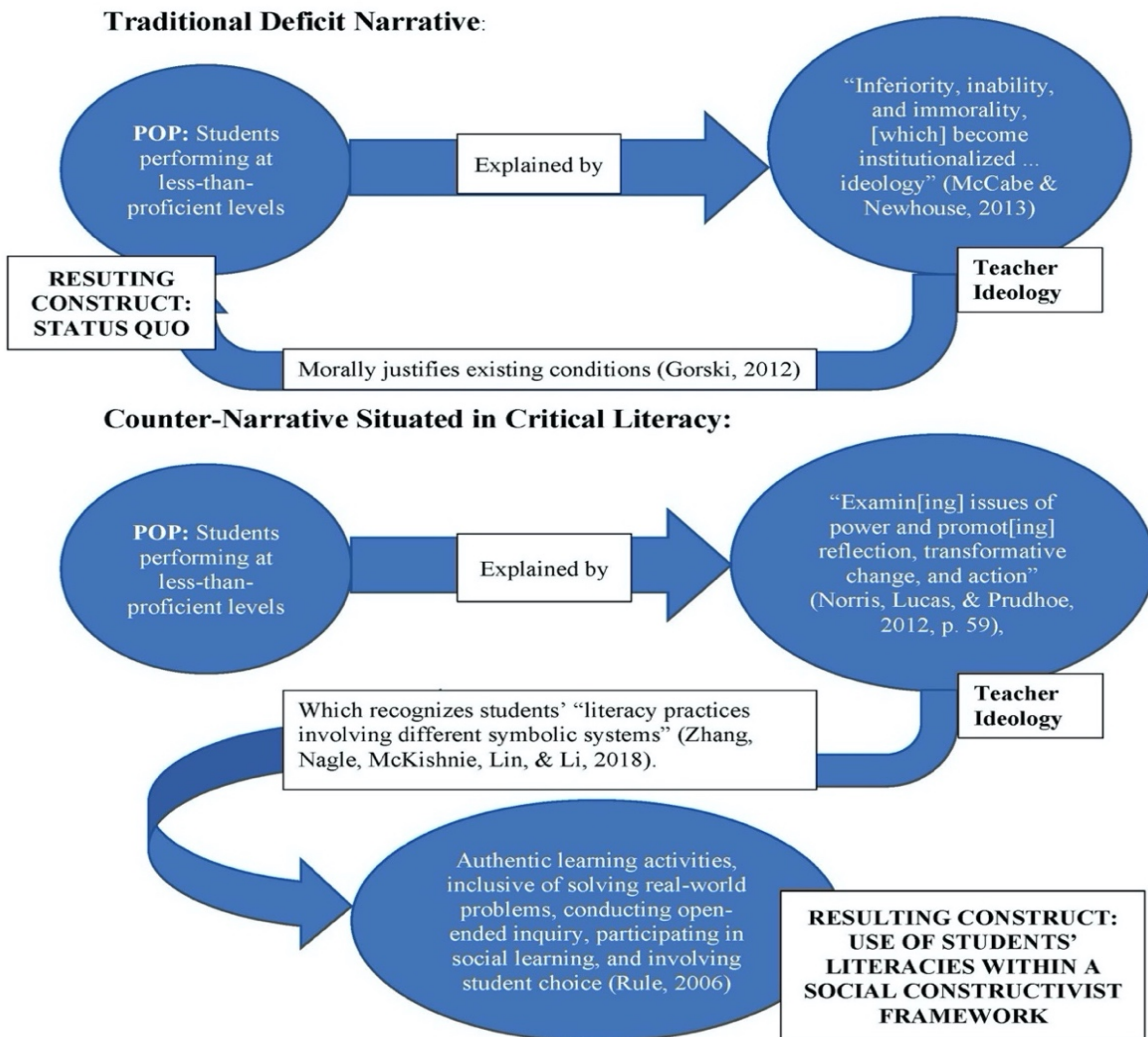 Traditional Deficit Narrative:
POP: Students
performing at
less-than-
proficient levels
Explained by
“Inferiority, inability,
and immorality,
[which] become
institutionalized ...
ideology” (McCabe &
Newhouse, 2013)
Teacher
Ideology
Morally justifies existing conditions (Gorski, 2012)
RESUTING
CONSTRUCT:
STATUS QUO
Counter-Narrative Situated in Critical Literacy:
POP: Students
performing at
less-than-
proficient levels
Explained by
“Examin[ing] issues of
power and promot[ing]
reflection, transformative
change, and action”
(Norris, Lucas, & Prudhoe,
2012, p. 59),
Teacher
Ideology
Which recognizes students’ “literacy practices
involving different symbolic systems” (Zhang,
Nagle, McKishnie, Lin, & Li, 2018).
Authentic learning activities,
inclusive of solving real-world
problems, conducting open-
ended inquiry, participating in
social learning, and involving
student choice (Rule, 2006)
RESULTING CONSTRUCT:
USE OF STUDENTS’
LITERACIES WITHIN A
SOCIAL CONSTRUCTIVIST
FRAMEWORK